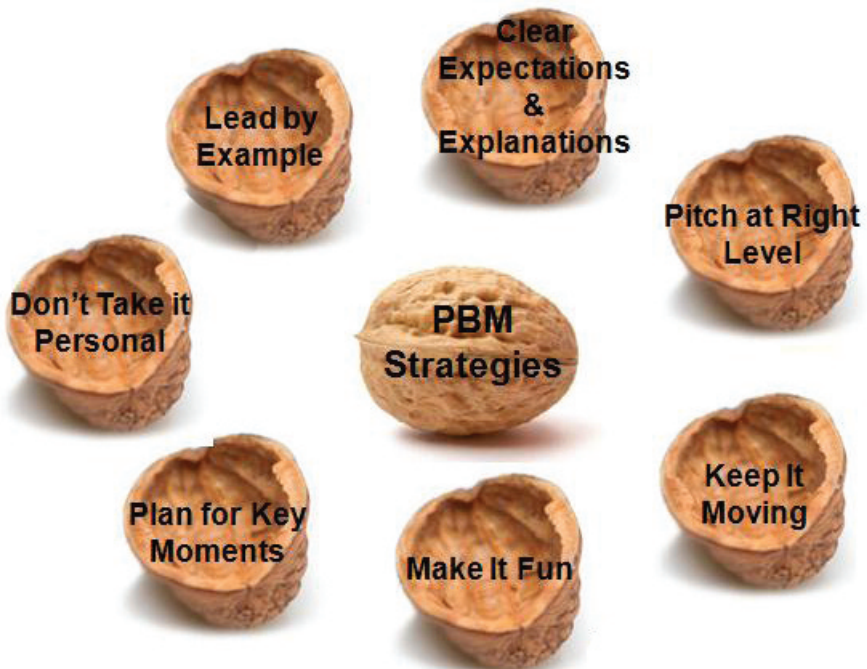 Clear
Expectations
&
Explanations
Lead by
Example
Pitch at Right
Level
Don't Take it
Personal
PBM
Strategies
Keep It
Moving
Plan for Key
Moments
Make It Fun